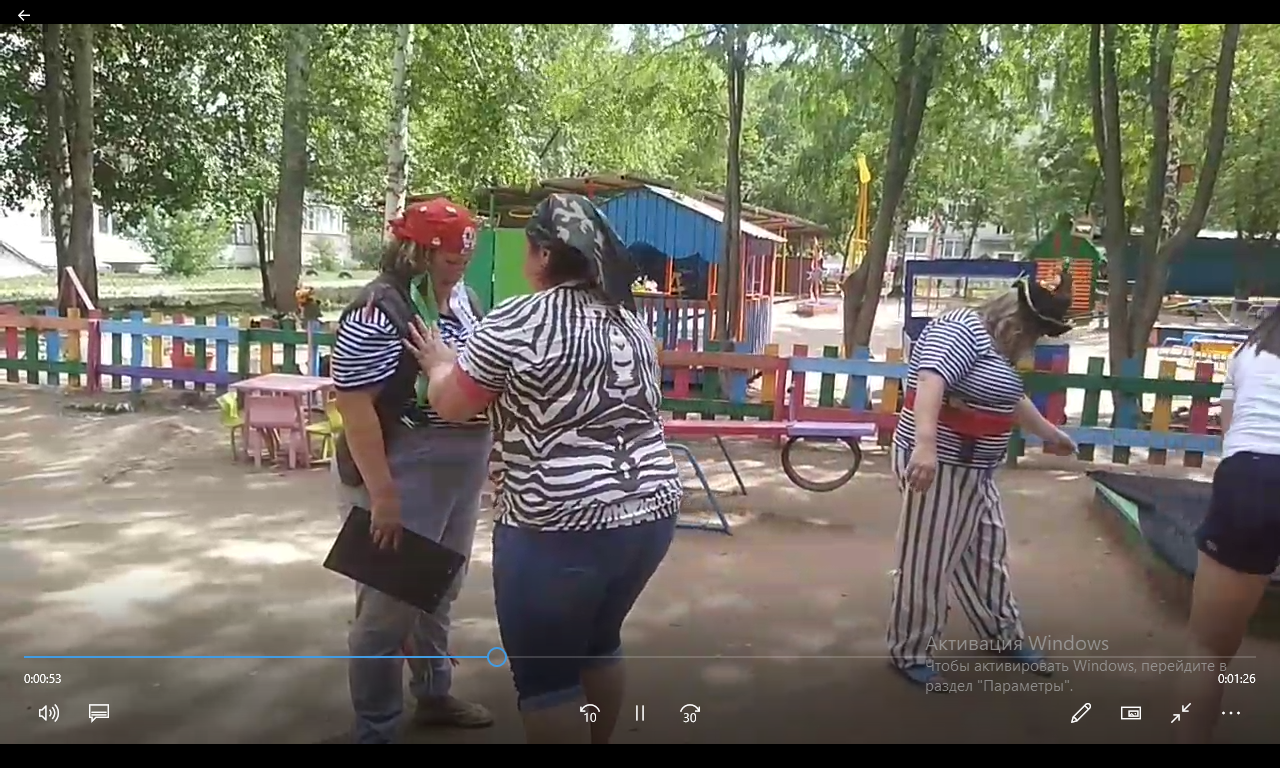 Активация Windows
Чтобы активировать Windows, перейдите в
раздел "Параметры".
0:00:53
0:01:26
10
30